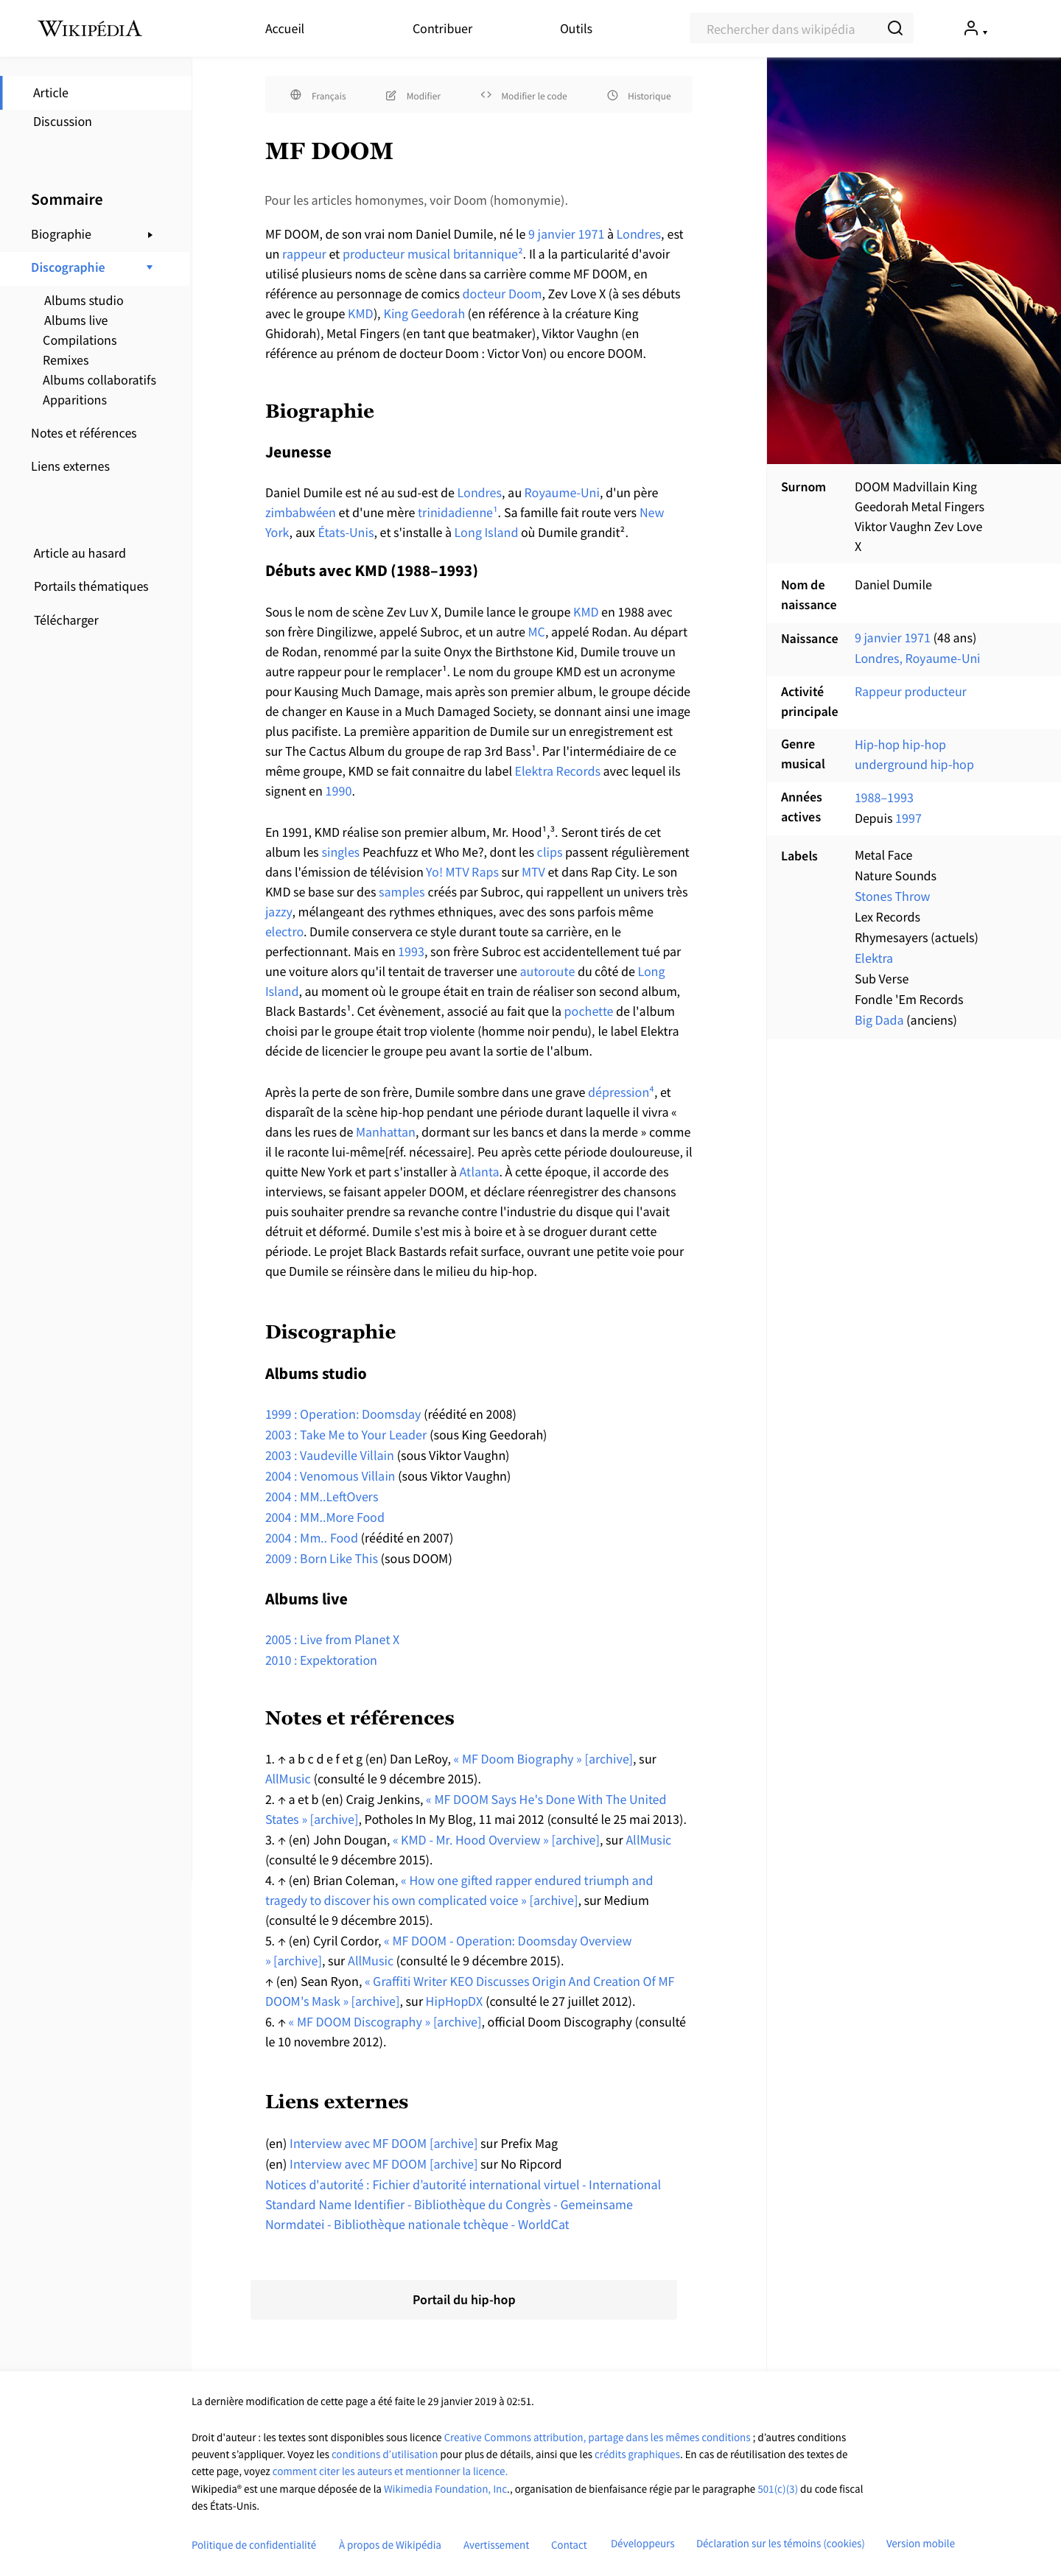 WIKIPÉDIA
Accueil
Contribuer
Outils
Rechercher dans wikipédia
Article
Discussion
Sommaire
Biographie
Discographie
Albums studio
Albums live
Compilations
Remixes
Albums collaboratifs
Apparitions
Notes et références
Liens externes
Article au hasard
Portails thématiques
Télécharger
Français
Modifier
Modifier le code
Historique
MF DOOM
Pour les articles homonymes, voir Doom (homonymie).
MF DOOM, de son vrai nom Daniel Dumile, né le 9 janvier 1971 à Londres, est
un rappeur et producteur musical britannique². Il a la particularité d'avoir
utilisé plusieurs noms de scène dans sa carrière comme MF DOOM, en
référence au personnage de comics docteur Doom, Zev Love X (à ses débuts
avec le groupe KMD), King Geedorah (en référence à la créature King
Ghidorah), Metal Fingers (en tant que beatmaker), Viktor Vaughn (en
référence au prénom de docteur Doom : Victor Von) ou encore DOOM.
Biographie
Jeunesse
Daniel Dumile est né au sud-est de Londres, au Royaume-Uni, d'un père
zimbabwéen et d'une mère trinidadienne¹. Sa famille fait route vers New
York, aux États-Unis, et s'installe à Long Island où Dumile grandit².
Débuts avec KMD (1988–1993)
Sous le nom de scène Zev Luv X, Dumile lance le groupe KMD en 1988 avec
son frère Dingilizwe, appelé Subroc, et un autre MC, appelé Rodan. Au départ
de Rodan, renommé par la suite Onyx the Birthstone Kid, Dumile trouve un
autre rappeur pour le remplacer¹. Le nom du groupe KMD est un acronyme
pour Kausing Much Damage, mais après son premier album, le groupe décide
de changer en Kause in a Much Damaged Society, se donnant ainsi une image
plus pacifiste. La première apparition de Dumile sur un enregistrement est
sur The Cactus Album du groupe de rap 3rd Bass¹. Par l'intermédiaire de ce
même groupe, KMD se fait connaitre du label Elektra Records avec lequel ils
signent en 1990.
En 1991, KMD réalise son premier album, Mr. Hood¹,³. Seront tirés de cet
album les singles Peachfuzz et Who Me?, dont les clips passent régulièrement
dans l'émission de télévision Yo! MTV Raps sur MTV et dans Rap City. Le son
KMD se base sur des samples créés par Subroc, qui rappellent un univers très
jazzy, mélangeant des rythmes ethniques, avec des sons parfois même
electro. Dumile conservera ce style durant toute sa carrière, en le
perfectionnant. Mais en 1993, son frère Subroc est accidentellement tué par
une voiture alors qu'il tentait de traverser une autoroute du côté de Long
Island, au moment où le groupe était en train de réaliser son second album,
Black Bastards¹. Cet évènement, associé au fait que la pochette de l'album
choisi par le groupe était trop violente (homme noir pendu), le label Elektra
décide de licencier le groupe peu avant la sortie de l'album.
Après la perte de son frère, Dumile sombre dans une grave dépression⁴, et
disparaît de la scène hip-hop pendant une période durant laquelle il vivra «
dans les rues de Manhattan, dormant sur les bancs et dans la merde » comme
il le raconte lui-même[réf. nécessaire]. Peu après cette période douloureuse, il
quitte New York et part s'installer à Atlanta. À cette époque, il accorde des
interviews, se faisant appeler DOOM, et déclare réenregistrer des chansons
puis souhaiter prendre sa revanche contre l'industrie du disque qui l'avait
détruit et déformé. Dumile s'est mis à boire et à se droguer durant cette
période. Le projet Black Bastards refait surface, ouvrant une petite voie pour
que Dumile se réinsère dans le milieu du hip-hop.
Discographie
Albums studio
1999 : Operation: Doomsday (réédité en 2008)
2003 : Take Me to Your Leader (sous King Geedorah)
2003 : Vaudeville Villain (sous Viktor Vaughn)
2004 : Venomous Villain (sous Viktor Vaughn)
2004 : MM..LeftOvers
2004 : MM..More Food
2004 : Mm.. Food (réédité en 2007)
2009 : Born Like This (sous DOOM)
Albums live
2005 : Live from Planet X
2010 : Expektoration
Notes et références
1. ↑ a b c d e f et g (en) Dan LeRoy, « MF Doom Biography » [archive], sur
AllMusic (consulté le 9 décembre 2015).
2. ↑ a et b (en) Craig Jenkins, « MF DOOM Says He's Done With The United
States » [archive], Potholes In My Blog, 11 mai 2012 (consulté le 25 mai 2013).
3. ↑ (en) John Dougan, « KMD - Mr. Hood Overview » [archive], sur AllMusic
(consulté le 9 décembre 2015).
4. ↑ (en) Brian Coleman, « How one gifted rapper endured triumph and
tragedy to discover his own complicated voice » [archive], sur Medium
(consulté le 9 décembre 2015).
5. ↑ (en) Cyril Cordor, « MF DOOM - Operation: Doomsday Overview
» [archive], sur AllMusic (consulté le 9 décembre 2015).
↑ (en) Sean Ryon, « Graffiti Writer KEO Discusses Origin And Creation Of MF
DOOM's Mask » [archive], sur HipHopDX (consulté le 27 juillet 2012).
6. ↑ « MF DOOM Discography » [archive], official Doom Discography (consulté
le 10 novembre 2012).
Liens externes
(en) Interview avec MF DOOM [archive] sur Prefix Mag
(en) Interview avec MF DOOM [archive] sur No Ripcord
Notices d'autorité : Fichier d'autorité international virtuel - International
Standard Name Identifier - Bibliothèque du Congrès - Gemeinsame
Normdatei - Bibliothèque nationale tchèque - WorldCat
Portail du hip-hop
Surnom
DOOM Madvillain King
Geedorah Metal Fingers
Viktor Vaughn Zev Love
X
Nom de
naissance
Daniel Dumile
Naissance
9 janvier 1971 (48 ans)
Londres, Royaume-Uni
Activité
principale
Rappeur producteur
Genre
musical
Hip-hop hip-hop
underground hip-hop
Années
actives
1988–1993
Depuis 1997
Labels
Metal Face
Nature Sounds
Stones Throw
Lex Records
Rhymesayers (actuels)
Elektra
Sub Verse
Fondle 'Em Records
Big Dada (anciens)
La dernière modification de cette page a été faite le 29 janvier 2019 à 02:51.
Droit d'auteur : les textes sont disponibles sous licence Creative Commons attribution, partage dans les mêmes conditions ; d'autres conditions
peuvent s'appliquer. Voyez les conditions d'utilisation pour plus de détails, ainsi que les crédits graphiques. En cas de réutilisation des textes de
cette page, voyez comment citer les auteurs et mentionner la licence.
Wikipedia® est une marque déposée de la Wikimedia Foundation, Inc., organisation de bienfaisance régie par le paragraphe 501(c)(3) du code fiscal
des États-Unis.
Politique de confidentialité
À propos de Wikipédia
Avertissement
Contact
Développeurs
Déclaration sur les témoins (cookies)
Version mobile